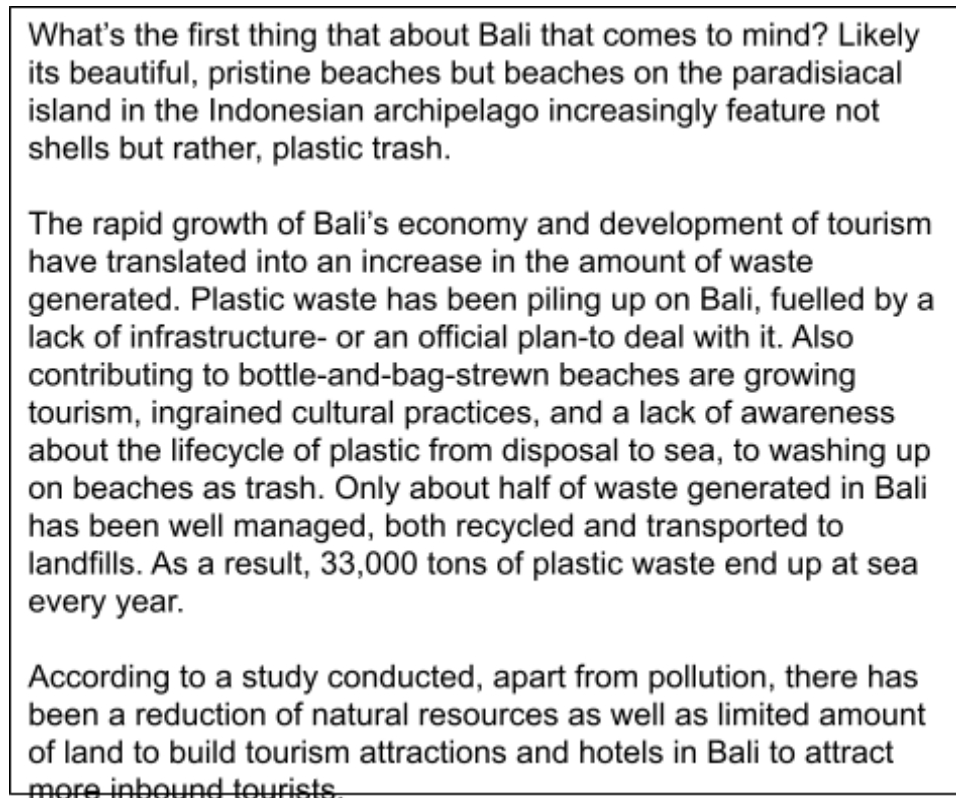 What’s the first thing that about Bali that comes to mind? Likely
its beautiful, pristine beaches but beaches on the paradisiacal
island in the Indonesian archipelago increasingly feature not
shells but rather, plastic trash.
The rapid growth of Bali’s economy and development of tourism
have translated into an increase in the amount of waste
generated. Plastic waste has been piling up on Bali, fuelled by a
lack of infrastructure- or an official plan-to deal with it. Also
contributing to bottle-and-bag-strewn beaches are growing
tourism, ingrained cultural practices, and a lack of awareness
about the lifecycle of plastic from disposal to sea, to washing up
on beaches as trash. Only about half of waste generated in Bali
has been well managed, both recycled and transported to
landfills. As a result, 33,000 tons of plastic waste end up at sea
every year.
According to a study conducted, apart from pollution, there has
been a reduction of natural resources as well as limited amount
of land to build tourism attractions and hotels in Bali to attract
more inbound tourists.